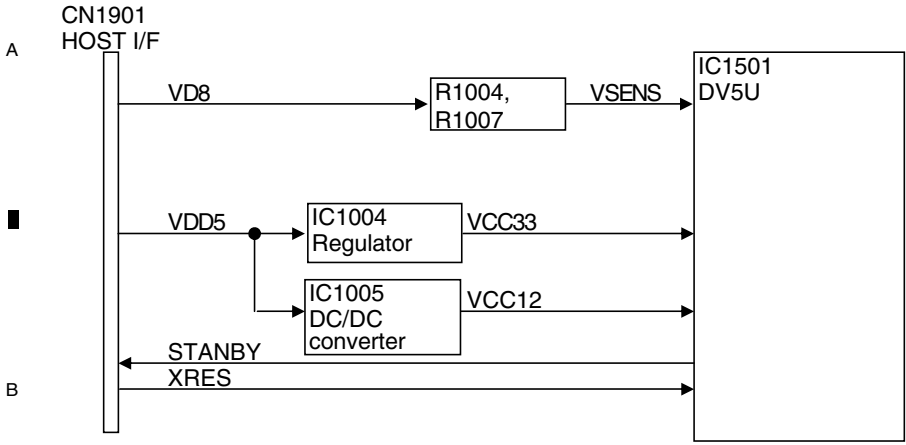 CN1901
HOST I/F
A
IC1501
DV5U
VD8
R1004,
R1007
VSENS
VDD5
IC1004
Regulator
VCC33
IC1005
DC/DC
converter
VCC12
STANBY
XRES
B